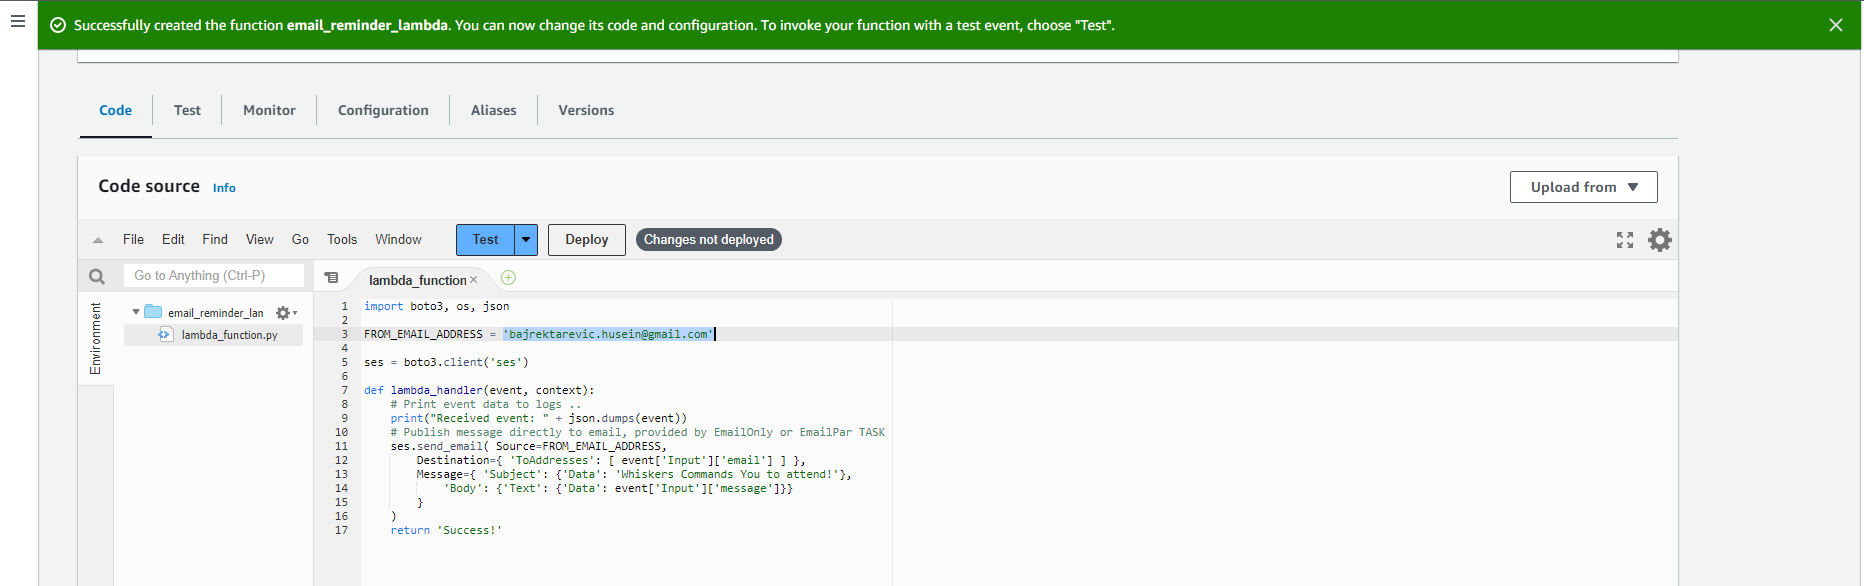 Successfully created the function email_reminder_lambda. You can now change its code and configuration. To invoke your function with a test event, choose "Test".
Code Test Monitor Configuration Aliases Versions
Code source Info
Upload from
File Edit Find View Go Tools Window Test Deploy Changes not deployed
Go to Anything (Ctrl-P)
lambda_function
Environment
email_reminder_lan
lambda_function.py
1 import boto3, os, json
2
3 FROM_EMAIL_ADDRESS = 'bajrektarevic.husein@gmail.com'
4
5 ses = boto3.client('ses')
6
7 def lambda_handler(event, context):
8 # Print event data to logs ..
9 print("Received event: " + json.dumps(event))
10 # Publish message directly to email, provided by EmailOnly or EmailPar TASK
11 ses.send_email( Source=FROM_EMAIL_ADDRESS,
12 Destination={ 'ToAddresses': [ event['Input']['email'] ] },
13 Message={ 'Subject': {'Data': 'Whiskers Commands You to attend!'},
14 'Body': {'Text': {'Data': event['Input']['message']}}
15 }
16 )
17 return 'Success!'